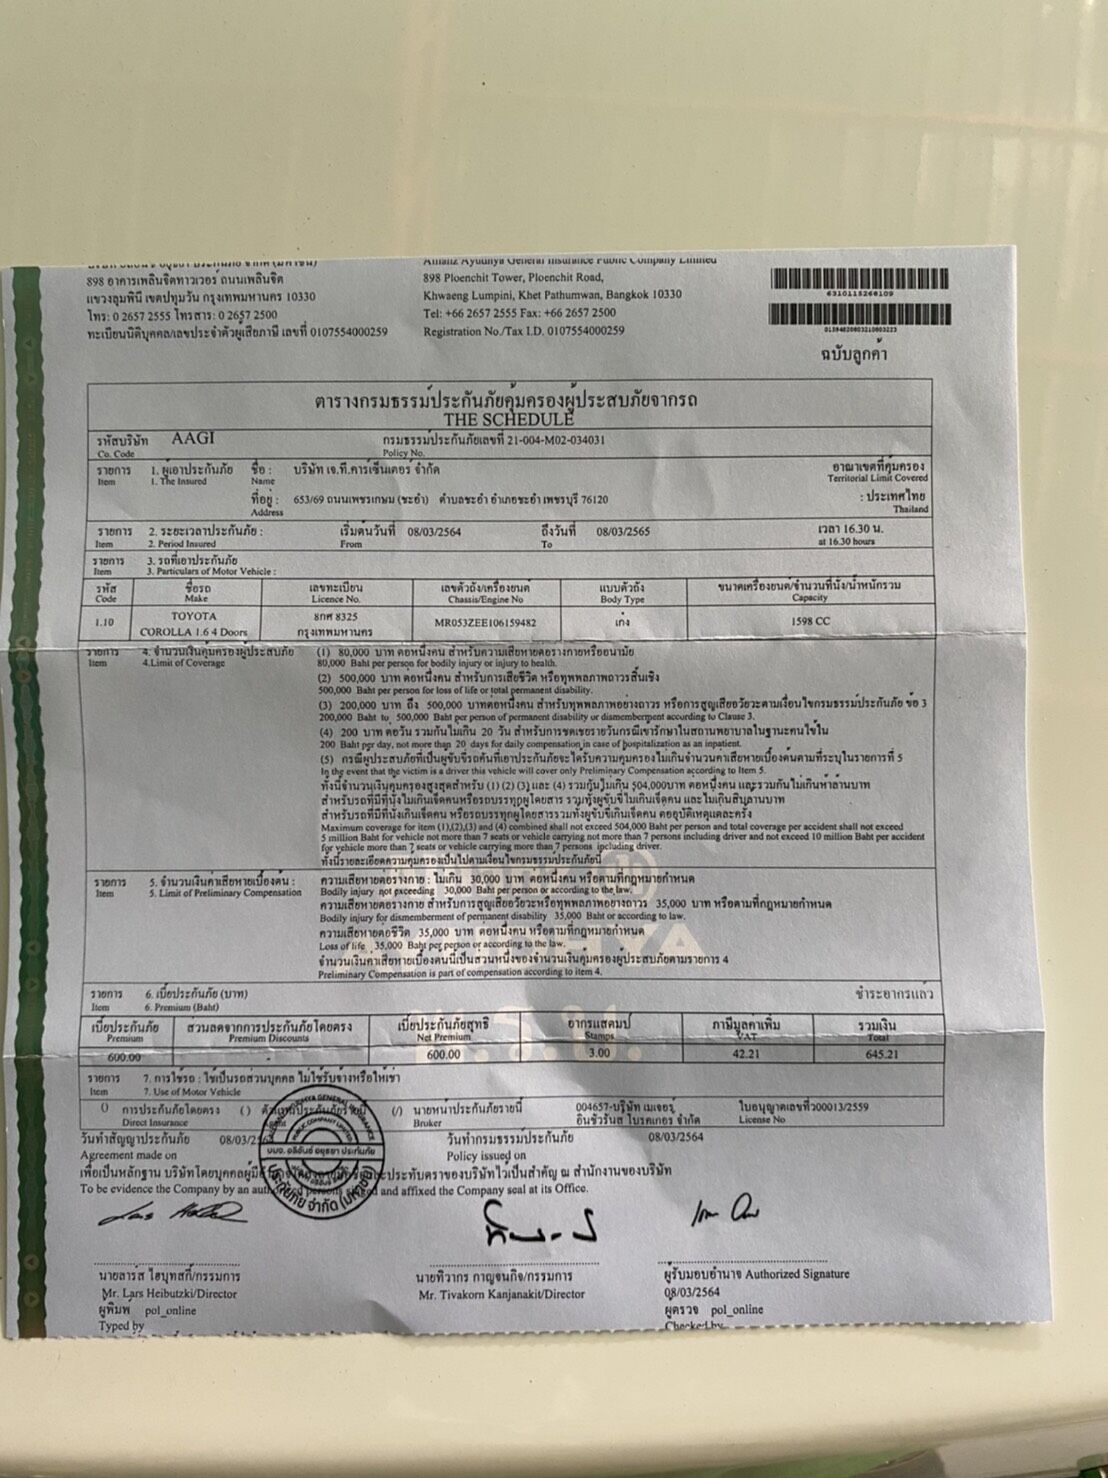 898 อาคารเพลินจิตทาวเวอร์ ถนนเพลินจิต
แขวงลุมพินี เขตปทุมวัน กรุงเทพมหานคร 10330
โทร: 0 2657 2555 โทรสาร: 0 2657 2500
ทะเบียนนิติบุคคล/เลขประจำตัวผู้เสียภาษี เลขที่ 0107554000259
Allianz Ayudhya General Insurance Public Company Limited
898 Ploenchit Tower, Ploenchit Road,
Khwaeng Lumpini, Khet Pathumwan, Bangkok 10330
Tel: +66 2657 2555 Fax: +66 2657 2500
Registration No./Tax I.D. 0107554000259
ฉบับลูกค้า
ตารางกรมธรรม์ประกันภัยคุ้มครองผู้ประสบภัยจากรถ
THE SCHEDULE
รหัสบริษัท AAGI กรมธรรม์ประกันภัยเลขที่ 21-004-M02-034031
Co. Code Policy No.
รายการ 1. ผู้เอาประกันภัย ชื่อ : บริษัท เจ.ที.คาร์เซ็นเตอร์ จำกัด อาณาเขตที่คุ้มครอง
Item 1. The Insured Name Territorial Limit Covered
ที่อยู่ : 653/69 ถนนเพชรเกษม (ชะอำ) ตำบลชะอำ อำเภอชะอำ เพชรบุรี 76120 : ประเทศไทย
Address Thailand
รายการ 2. ระยะเวลาประกันภัย : เริ่มต้นวันที่ 08/03/2564 ถึงวันที่ 08/03/2565 เวลา 16.30 น.
Item 2. Period Insured From To at 16.30 hours
รายการ 3. รถที่เอาประกันภัย
Item 3. Particulars of Motor Vehicle :
รหัส ชื่อรถ เลขทะเบียน เลขตัวถัง/เครื่องยนต์ แบบตัวถัง ขนาดเครื่องยนต์/จำนวนที่นั่ง/น้ำหนักรวม
Code Make Licence No. Chassis/Engine No Body Type Capacity
1.10 TOYOTA 8กศ 8325 MR053ZEE106159482 เก๋ง 1598 CC
COROLLA 1.6 4 Doors กรุงเทพมหานคร
รายการ 4. จำนวนเงินคุ้มครองผู้ประสบภัย (1) 80,000 บาท ต่อหนึ่งคน สำหรับความเสียหายต่อร่างกายหรืออนามัย
Item 4.Limit of Coverage 80,000 Baht per person for bodily injury or injury to health.
(2) 500,000 บาท ต่อหนึ่งคน สำหรับการเสียชีวิต หรือทุพพลภาพถาวรสิ้นเชิง
500,000 Baht per person for loss of life or total permanent disability.
(3) 200,000 บาท ถึง 500,000 บาทต่อหนึ่งคน สำหรับทุพพลภาพอย่างถาวร หรือการสูญเสียอวัยวะตามเงื่อนไขกรมธรรม์ประกันภัย ข้อ 3
200,000 Baht to 500,000 Baht per person of permanent disability or dismemberment according to Clause 3.
(4) 200 บาท ต่อวัน รวมกันไม่เกิน 20 วัน สำหรับการชดเชยรายวันกรณีเข้ารักษาในสถานพยาบาลในฐานะคนไข้ใน
200 Baht per day, not more than 20 days for daily compensation in case of hospitalization as an inpatient.
(5) กรณีผู้ประสบภัยเป็นผู้ขับขี่รถคันที่เอาประกันภัยจะได้รับความคุ้มครองไม่เกินจำนวนค่าเสียหายเบื้องต้นตามที่ระบุในรายการที่ 5
In the event that the victim is a driver this vehicle will cover only Preliminary Compensation according to Item 5.
ทั้งนี้จำนวนเงินคุ้มครองสูงสุดสำหรับ (1) (2) (3) และ (4) รวมกันไม่เกิน 504,000บาท ต่อหนึ่งคน และรวมกันไม่เกินห้าล้านบาท
สำหรับรถที่มีที่นั่งไม่เกินเจ็ดคนหรือรถบรรทุกผู้โดยสาร รวมทั้งผู้ขับขี่ไม่เกินเจ็ดคน และไม่เกินสิบล้านบาท
สำหรับรถที่มีที่นั่งเกินเจ็ดคน หรือรถบรรทุกผู้โดยสารรวมทั้งผู้ขับขี่เกินเจ็ดคน ต่ออุบัติเหตุแต่ละครั้ง
Maximum coverage for item (1),(2),(3) and (4) combined shall not exceed 504,000 Baht per person and total coverage per accident shall not exceed
5 million Baht for vehicle not more than 7 seats or vehicle carrying not more than 7 persons including driver and not exceed 10 million Baht per accident
for vehicle more than 7 seats or vehicle carrying more than 7 persons including driver.
ทั้งนี้รายละเอียดความคุ้มครองเป็นไปตามเงื่อนไขกรมธรรม์ประกันภัยนี้
รายการ 5. จำนวนเงินค่าเสียหายเบื้องต้น : ความเสียหายต่อร่างกาย : ไม่เกิน 30,000 บาท ต่อหนึ่งคน หรือตามที่กฎหมายกำหนด
Item 5. Limit of Preliminary Compensation Bodily injury not exceeding 30,000 Baht per person or according to the law.
ความเสียหายต่อร่างกาย สำหรับการสูญเสียอวัยวะหรือทุพพลภาพอย่างถาวร 35,000 บาท หรือตามที่กฎหมายกำหนด
Bodily injury for dismemberment of permanent disability 35,000 Baht or according to law.
ความเสียหายต่อชีวิต 35,000 บาท ต่อหนึ่งคน หรือตามที่กฎหมายกำหนด
Loss of life 35,000 Baht per person or according to the law.
จำนวนเงินค่าเสียหายเบื้องต้นนี้เป็นส่วนหนึ่งของจำนวนเงินคุ้มครองผู้ประสบภัยตามรายการ 4
Preliminary Compensation is part of compensation according to item 4.
รายการ 6. เบี้ยประกันภัย (บาท) ชำระอากรแล้ว
Item 6. Premium (Baht)
เบี้ยประกันภัย ส่วนลดจากการประกันภัยโดยตรง เบี้ยประกันภัยสุทธิ อากรแสตมป์ ภาษีมูลค่าเพิ่ม รวมเงิน
Premium Premium Discounts Net Premium Stamps VAT Total
600.00 - 600.00 3.00 42.21 645.21
รายการ 7. การใช้รถ : ใช้เป็นรถส่วนบุคคล ไม่ใช้รับจ้างหรือให้เช่า
Item 7. Use of Motor Vehicle
() การประกันภัยโดยตรง ( ) ตัวแทนประกันภัยรายนี้ (/) นายหน้าประกันภัยรายนี้ 004657-บริษัท เมเจอร์ ใบอนุญาตเลขที่ ว00013/2559
Direct Insurance Broker อินชัวรันส์ โบรคเกอร์ จำกัด License No
วันทำสัญญาประกันภัย 08/03/2564 วันทำกรมธรรม์ประกันภัย 08/03/2564
Agreement made on Policy issued on
เพื่อเป็นหลักฐาน บริษัทโดยบุคคลผู้มีอำนาจ ประทับตราของบริษัทไว้เป็นสำคัญ ณ สำนักงานของบริษัท
To be evidence the Company by an authorized persons signed and affixed the Company seal at its Office.
นายลาร์ส ไฮบุทสกี้/กรรมการ นายทิวากร กาญจนกิจ/กรรมการ ผู้รับมอบอำนาจ Authorized Signature
Mr. Lars Heibutzki/Director Mr. Tivakorn Kanjanakit/Director 08/03/2564
ผู้พิมพ์ pol_online ผู้ตรวจ pol_online
Typed by Checked by